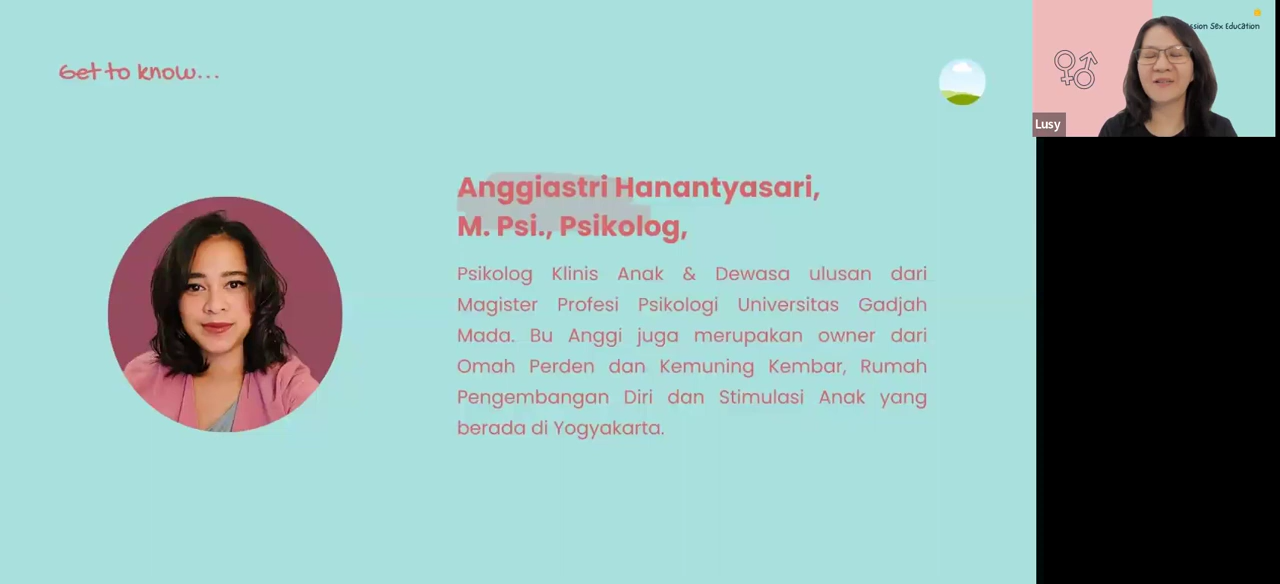 Get to know...
Anggiastri Hanantyasari,
M. Psi., Psikolog,
Psikolog Klinis Anak & Dewasa ulusan dari
Magister Profesi Psikologi Universitas Gadjah
Mada. Bu Anggi juga merupakan owner dari
Omah Perden dan Kemuning Kembar, Rumah
Pengembangan Diri dan Stimulasi Anak yang
berada di Yogyakarta.
Sex Education
Lusy